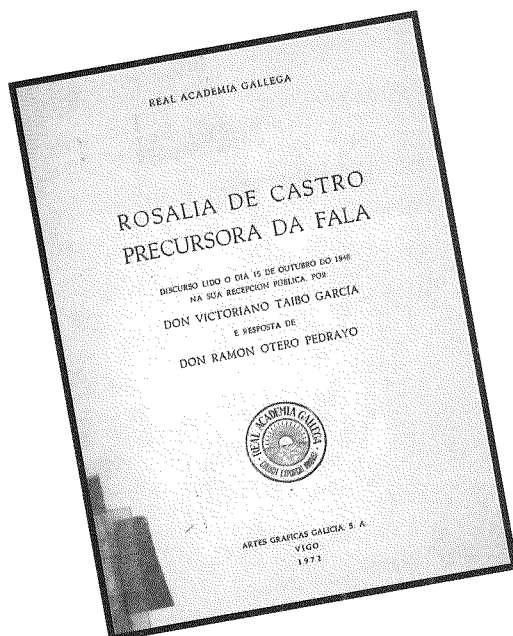 REAL ACADEMIA GALLEGA
ROSALIA DE CASTRO
PRECURSORA DA FALA
DISCURSO LIDO O DIA 15 DE OUTUBRO DO 1948
NA SUA RECEPCION PUBLICA, POR
DON VICTORIANO TAIBO GARCIA
E RESPOSTA DE
DON RAMON OTERO PEDRAYO
REAL ACADEMIA GALLEGA
ARTES GRAFICAS GALICIA, S. A.
VIGO
1972